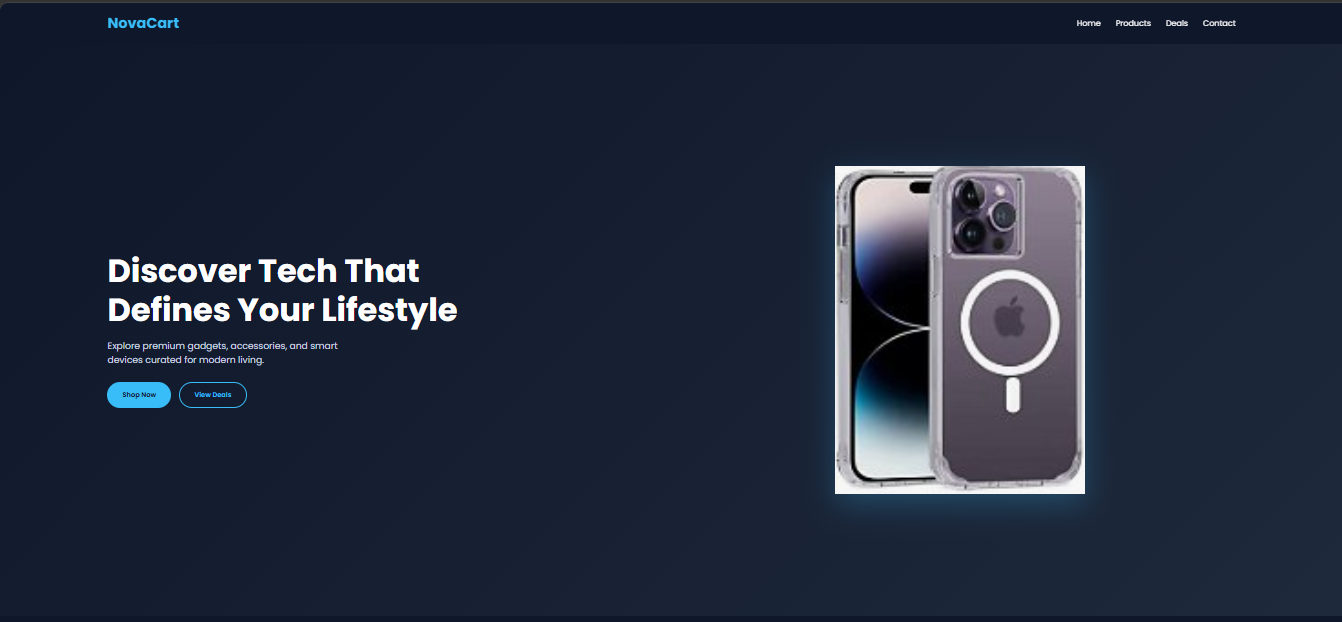 NovaCart
Home Products Deals Contact
Discover Tech That
Defines Your Lifestyle
Explore premium gadgets, accessories, and smart
devices curated for modern living.
Shop Now View Deals